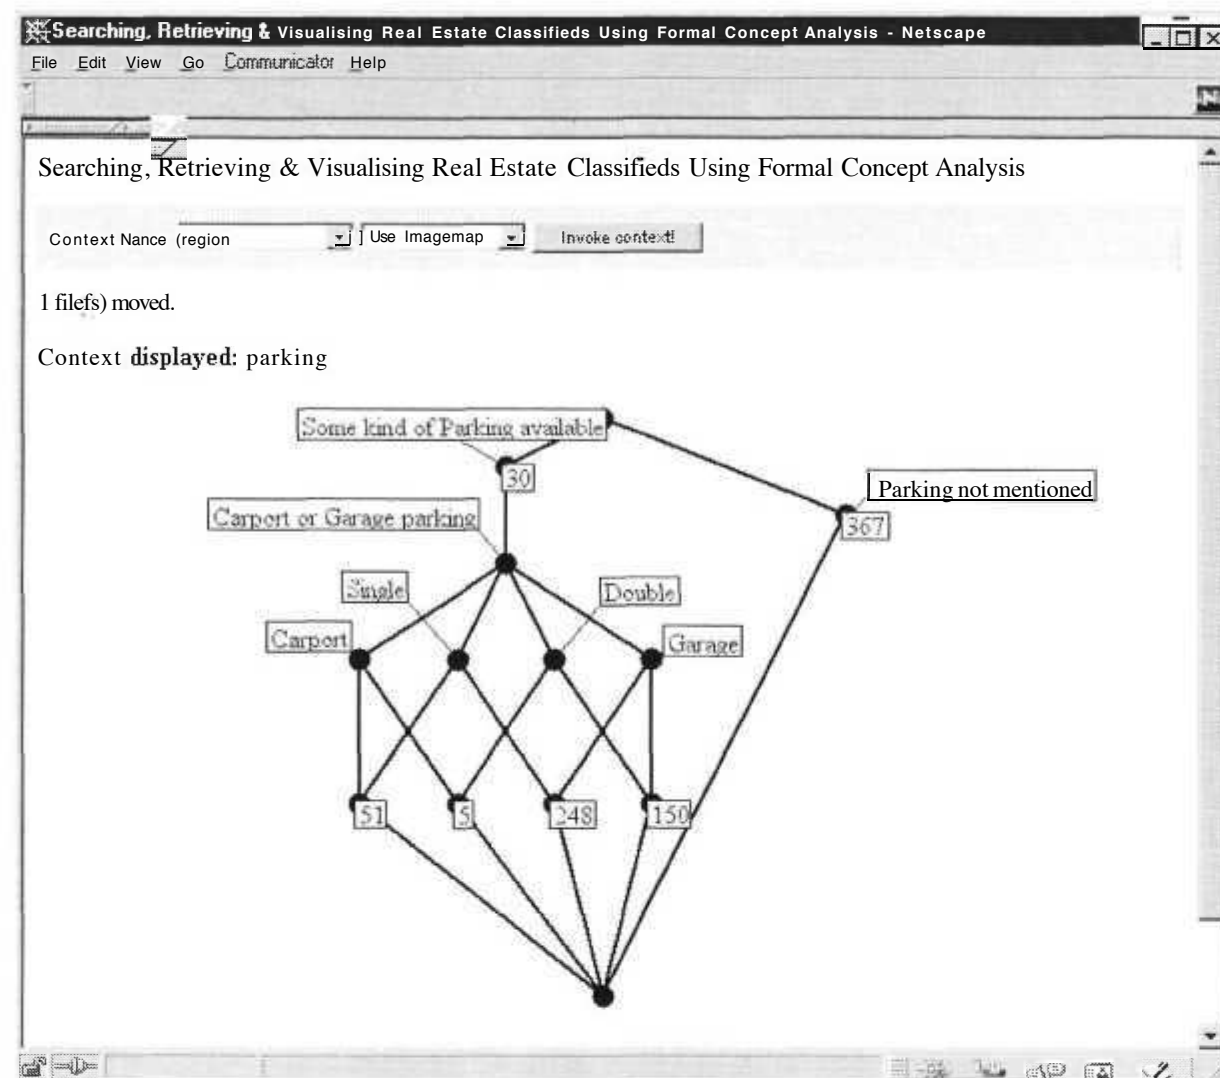 Searching, Retrieving & Visualising Real Estate Classifieds Using Formal Concept Analysis - Netscape
File Edit View Go Communicator Help
N
Searching, Retrieving & Visualising Real Estate Classifieds Using Formal Concept Analysis
Context Nance (region ] Use Imagemap Invoke context!
1 filefs) moved.
Context displayed: parking
Some kind of Parking available
30
Parking not mentioned
367
Carport or Garage parking
Single
Double
Carport
Garage
51
5
248
150